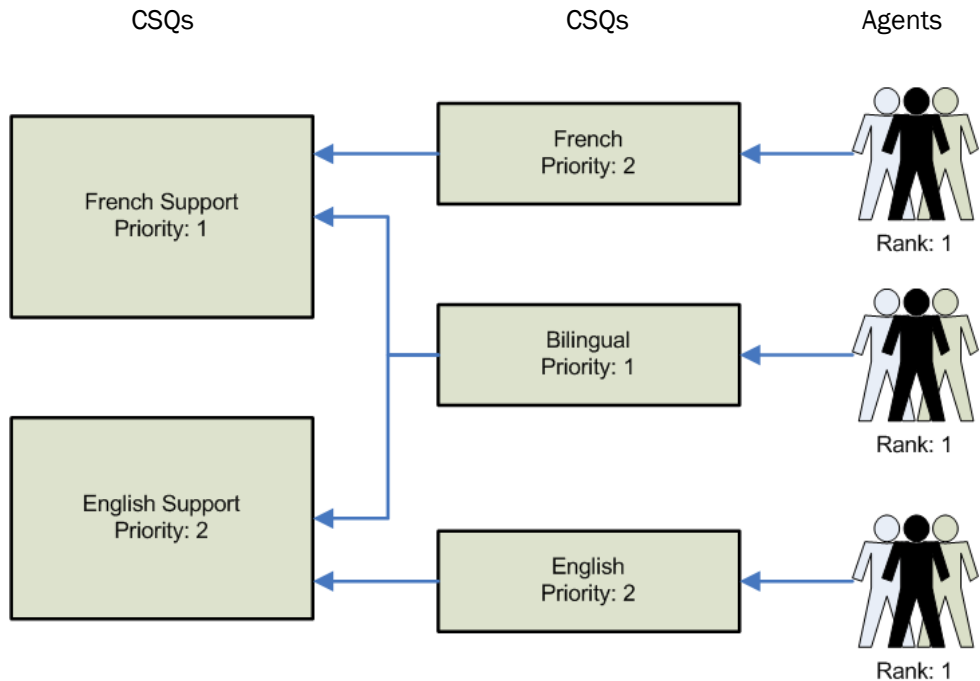 CSQs
CSQs
Agents
French Support
Priority: 1
French
Priority: 2
Rank: 1
Bilingual
Priority: 1
Rank: 1
English Support
Priority: 2
English
Priority: 2
Rank: 1